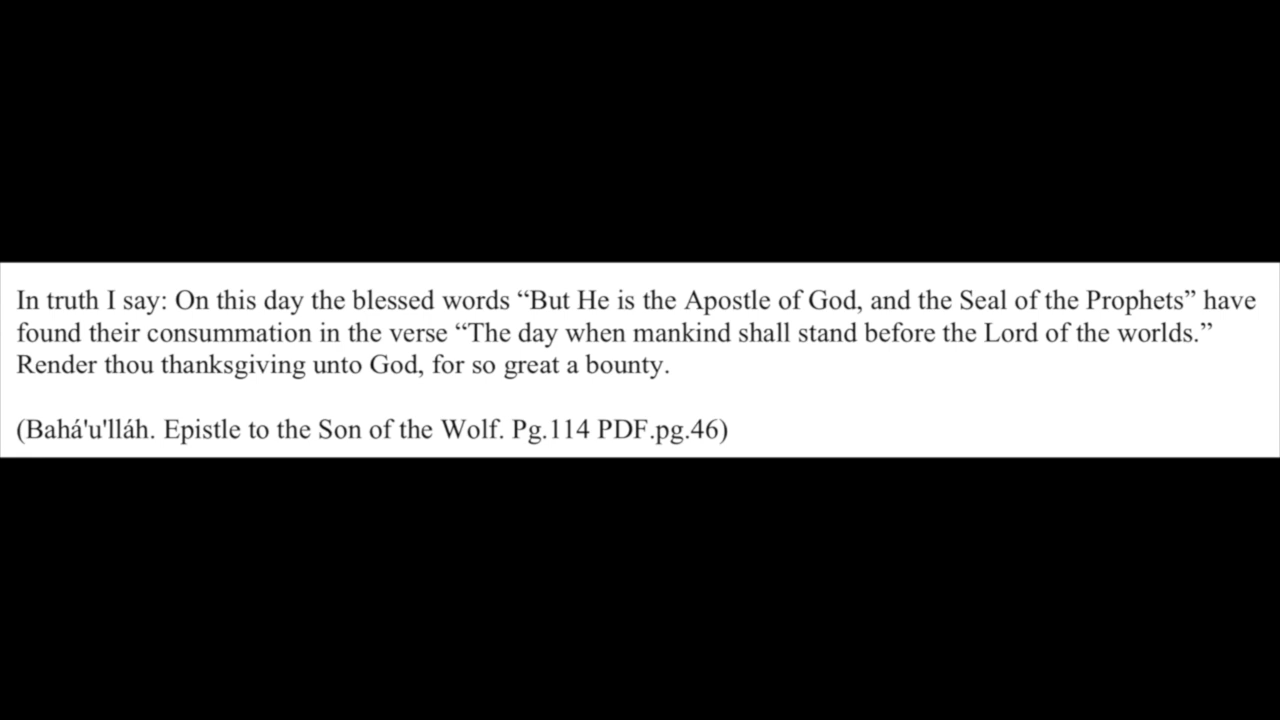 In truth I say: On this day the blessed words “But He is the Apostle of God, and the Seal of the Prophets” have
found their consummation in the verse “The day when mankind shall stand before the Lord of the worlds.”
Render thou thanksgiving unto God, for so great a bounty.
(Bahá'u'lláh. Epistle to the Son of the Wolf. Pg.114 PDF.pg.46)